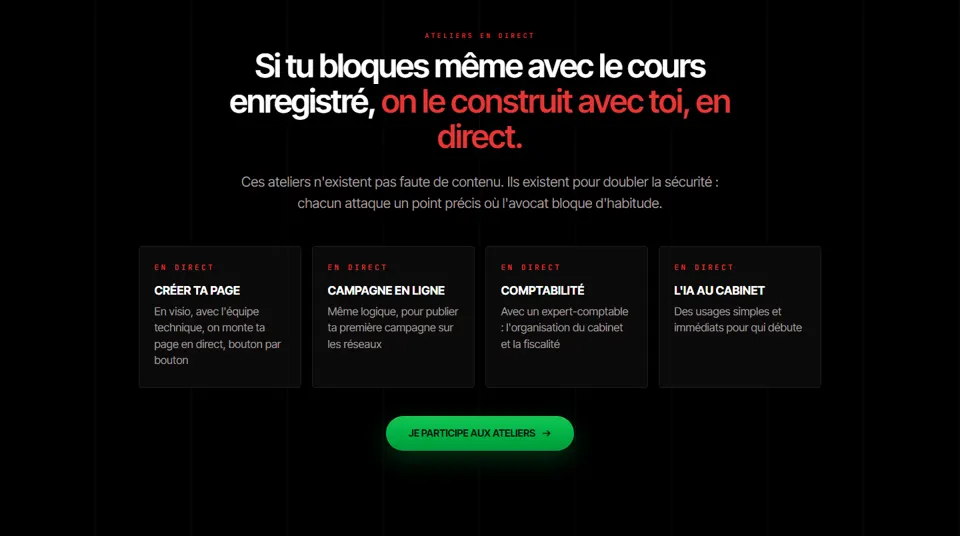 ATELIERS EN DIRECT
Si tu bloques même avec le cours
enregistré, on le construit avec toi, en
direct.
Ces ateliers n'existent pas faute de contenu. Ils existent pour doubler la sécurité :
chacun attaque un point précis où l'avocat bloque d'habitude.
EN DIRECT
CRÉER TA PAGE
En visio, avec l'équipe
technique, on monte ta
page en direct, bouton par
bouton
EN DIRECT
CAMPAGNE EN LIGNE
Même logique, pour publier
ta première campagne sur
les réseaux
EN DIRECT
COMPTABILITÉ
Avec un expert-comptable
: l'organisation du cabinet
et la fiscalité
EN DIRECT
L'IA AU CABINET
Des usages simples et
immédiats pour qui débute
JE PARTICIPE AUX ATELIERS →